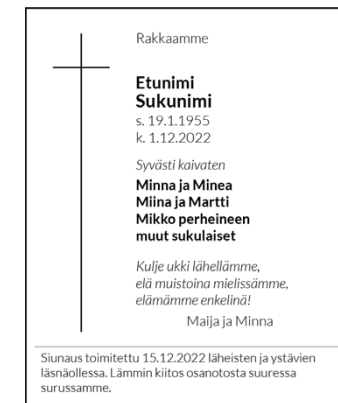 Rakkaamme
Etunimi
Sukunimi
s. 19.1.1955
k. 1.12.2022
Syvästi kaivaten
Minna ja Minea
Miina ja Martti
Mikko perheineen
muut sukulaiset
Kulje ukki lähellämme,
elä muistoina mielissämme,
elämämme enkelinä!
Maija ja Minna
Siunaus toimitettu 15.12.2022 läheisten ja ystävien
läsnäollessa. Lämmin kiitos osanotosta suuressa
surussamme.